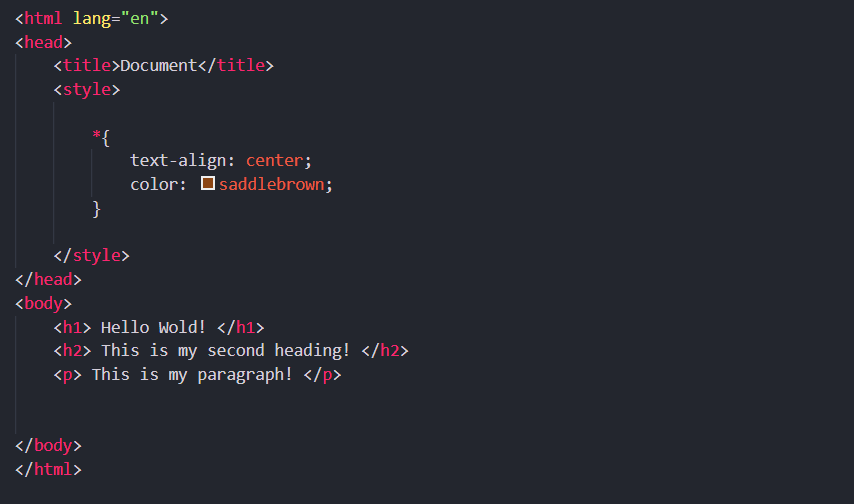 <html lang="en">
<head>
    <title>Document</title>
    <style>

        *{
            text-align: center;
            color: saddlebrown;
        }

    </style>
</head>
<body>
    <h1> Hello Wold! </h1>
    <h2> This is my second heading! </h2>
    <p> This is my paragraph! </p>


</body>
</html>